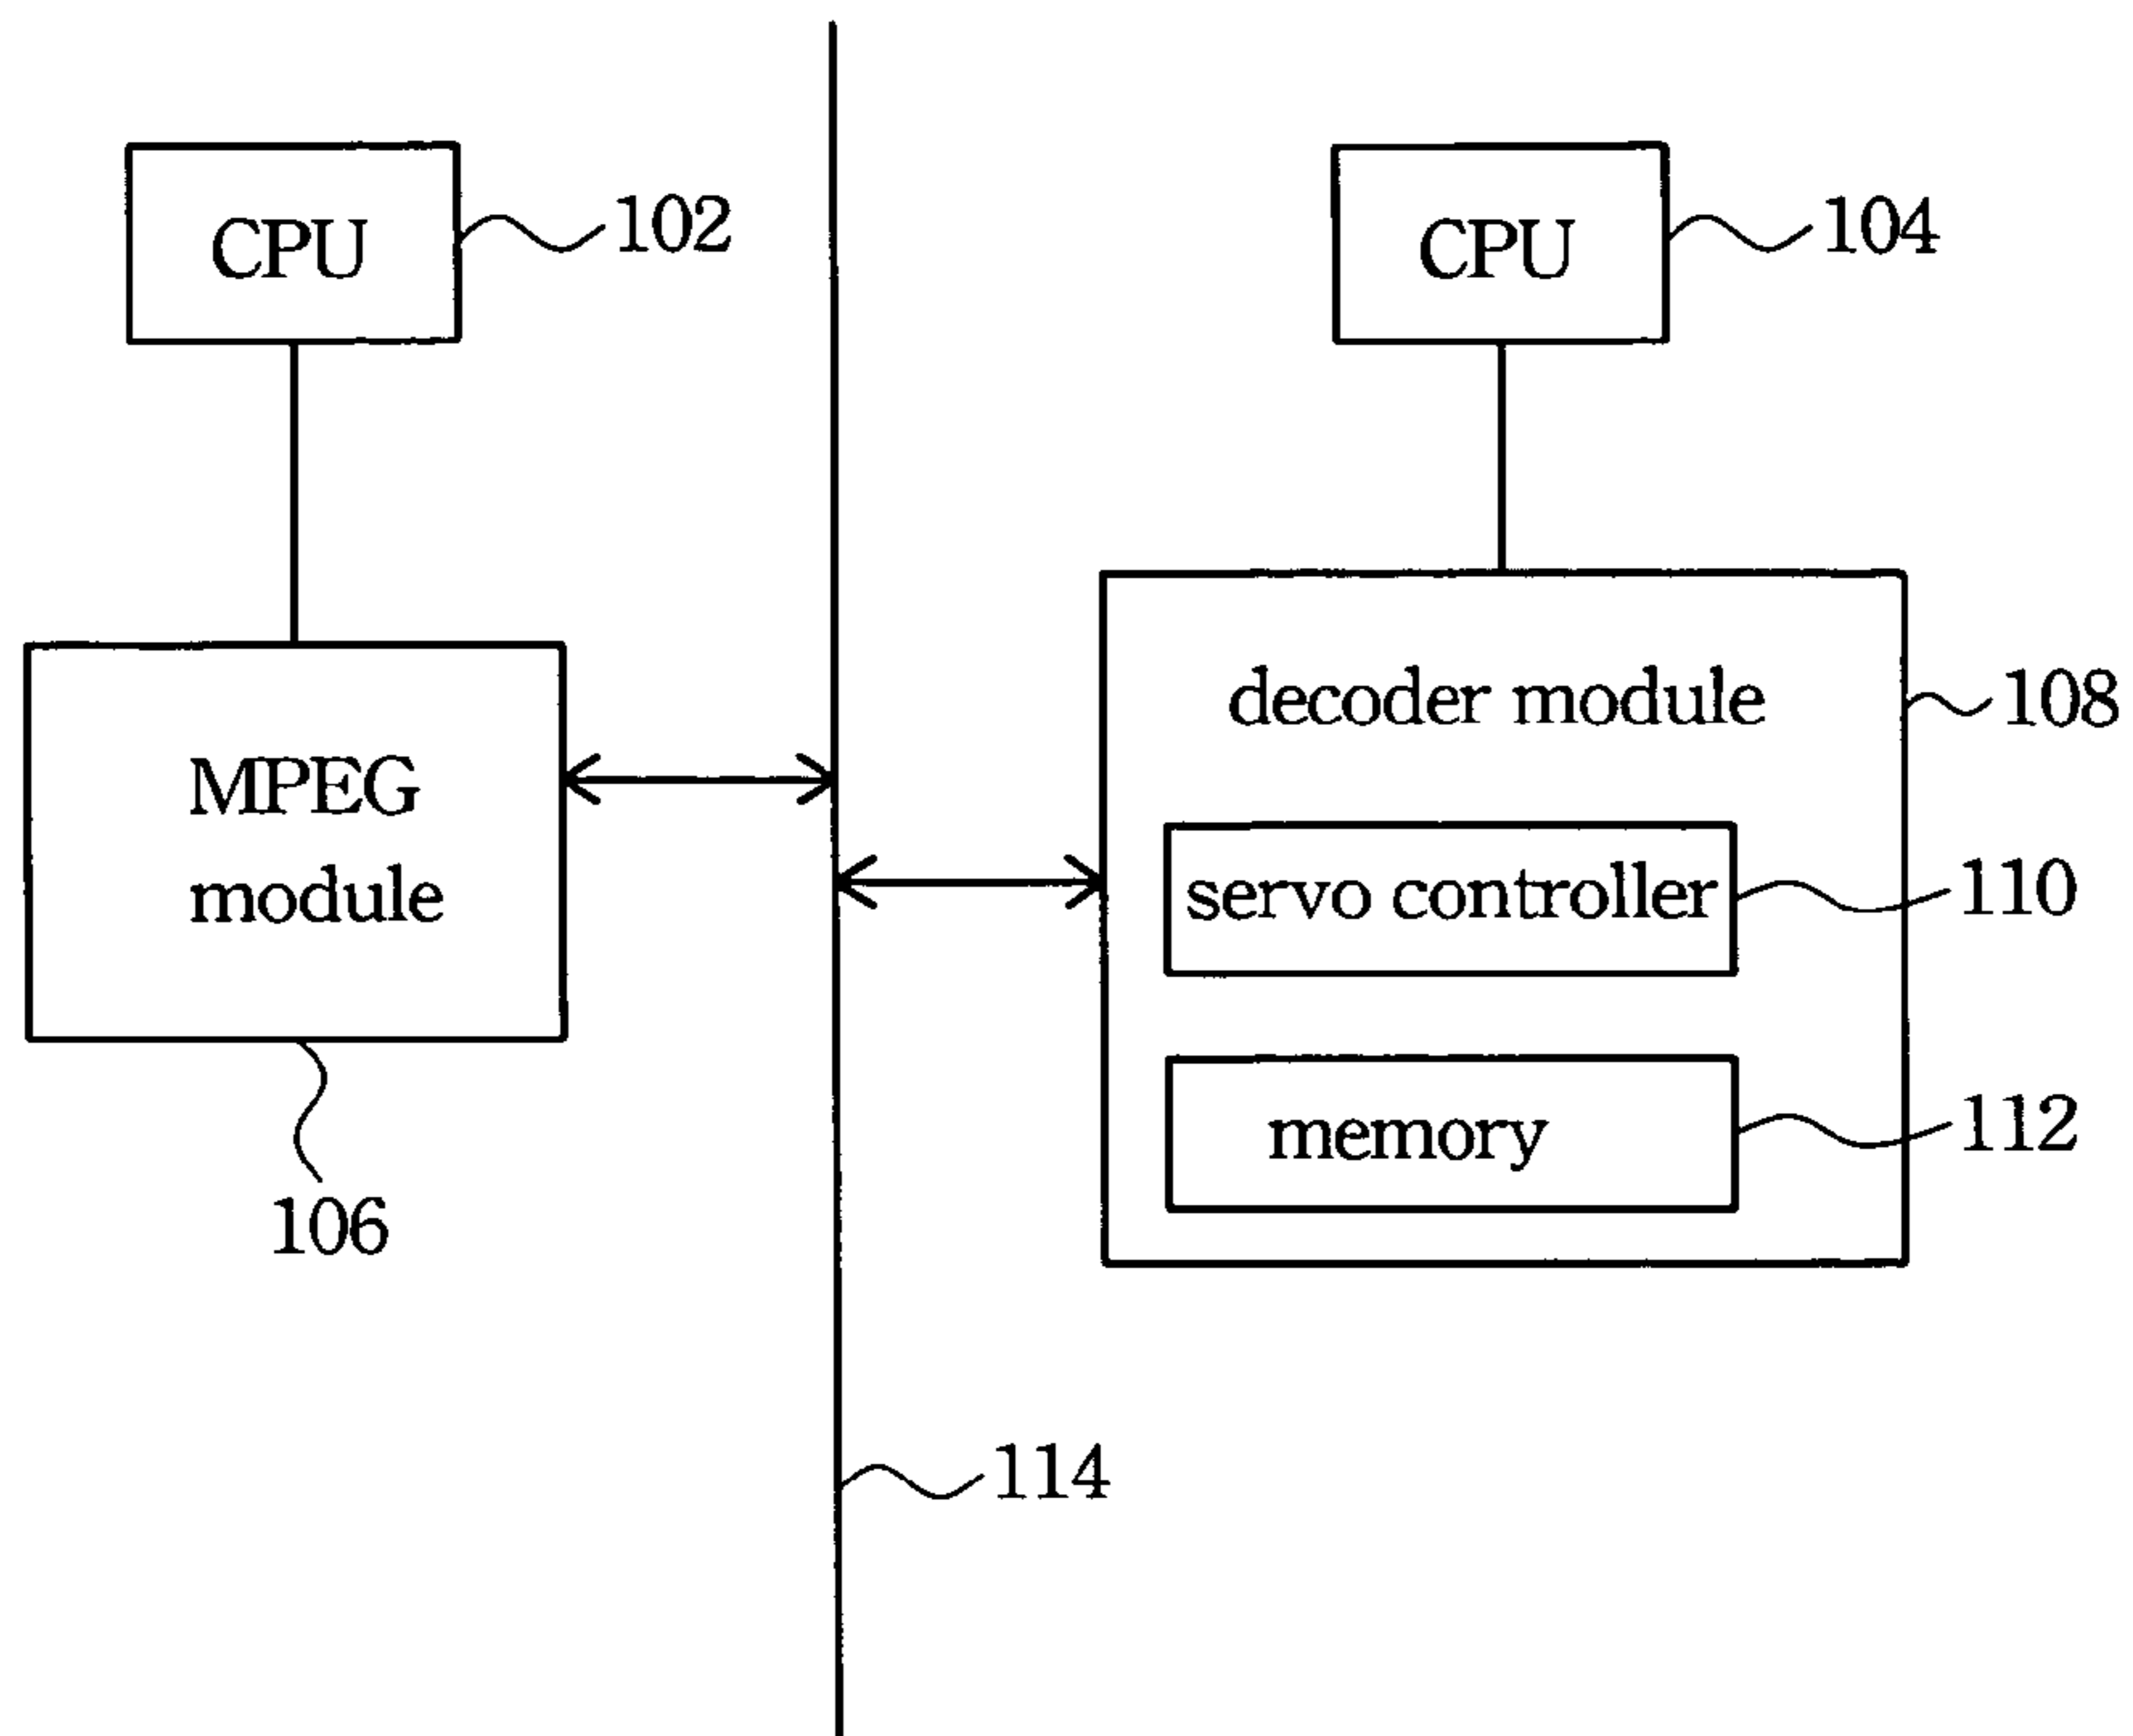 CPU
102
CPU
104
MPEG
module
106
decoder module
108
servo controller
110
memory
112
114